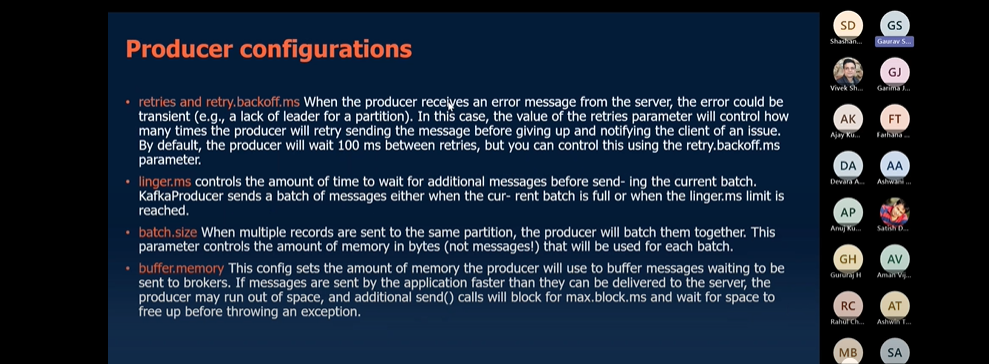 Producer configurations
• retries and retry.backoff.ms When the producer receives an error message from the server, the error could be
transient (e.g., a lack of leader for a partition). In this case, the value of the retries parameter will control how
many times the producer will retry sending the message before giving up and notifying the client of an issue.
By default, the producer will wait 100 ms between retries, but you can control this using the retry.backoff.ms
parameter.
• linger.ms controls the amount of time to wait for additional messages before send- ing the current batch.
KafkaProducer sends a batch of messages either when the cur- rent batch is full or when the linger.ms limit is
reached.
• batch.size When multiple records are sent to the same partition, the producer will batch them together. This
parameter controls the amount of memory in bytes (not messages!) that will be used for each batch.
• buffer.memory This config sets the amount of memory the producer will use to buffer messages waiting to be
sent to brokers. If messages are sent by the application faster than they can be delivered to the server, the
producer may run out of space, and additional send() calls will block for max.block.ms and wait for space to
free up before throwing an exception.
SD GS
Shashan... Gaurav S...
GJ
Vivek Sh... Garima J...
AK FT
Ajay Ku... Farhana ...
DA AA
Devara A... Ashwani ...
AP
Anuj Ku... Satish D...
GH AV
Gururaj H Aman Vij...
RC AT
Rahul Ch... Ashwin T...
MB SA